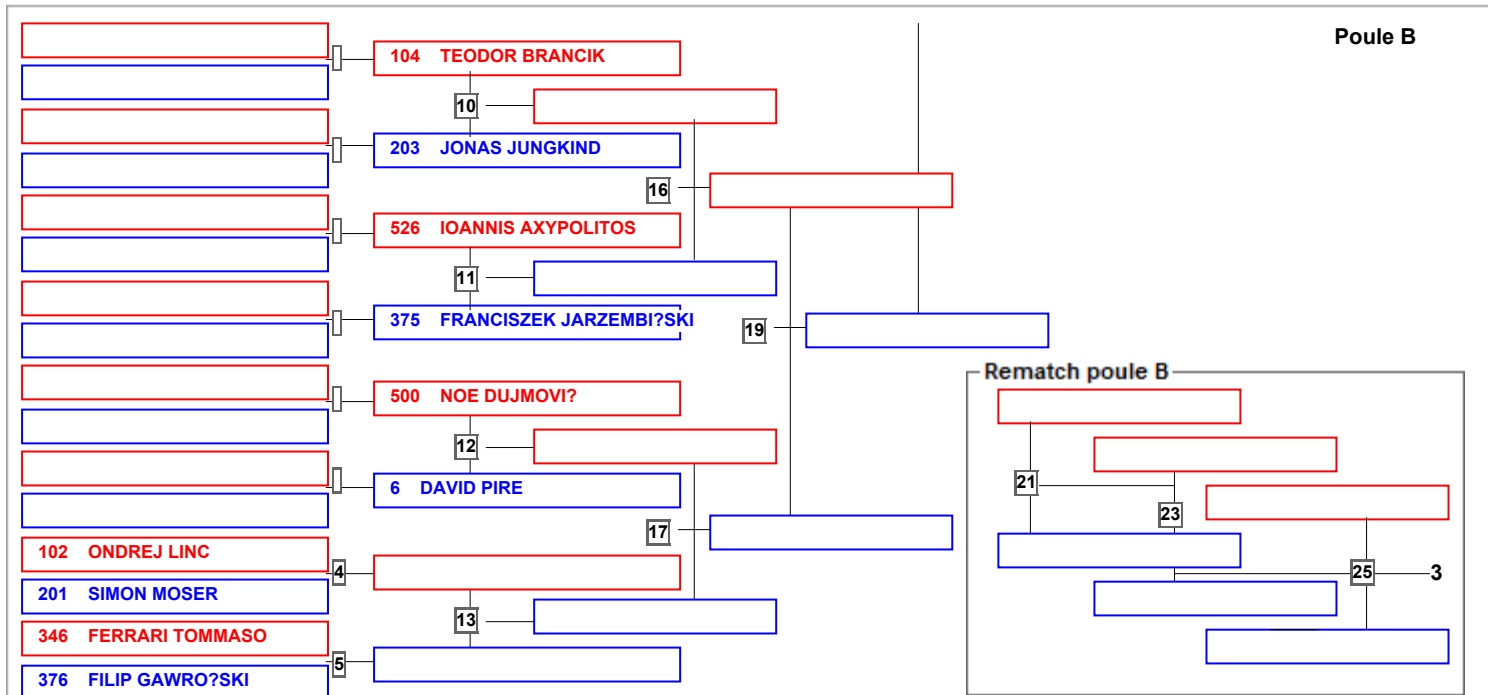 Poule B
104 TEODOR BRANCIK
10
203 JONAS JUNGKIND
16
526 IOANNIS AXYPOLITOS
11
375 FRANCISZEK JARZEMBI?SKI
19
Rematch poule B
500 NOE DUJMOVI?
12
21
6 DAVID PIRE
23
17
102 ONDREJ LINC
4
25
3
201 SIMON MOSER
13
346 FERRARI TOMMASO
5
376 FILIP GAWRO?SKI